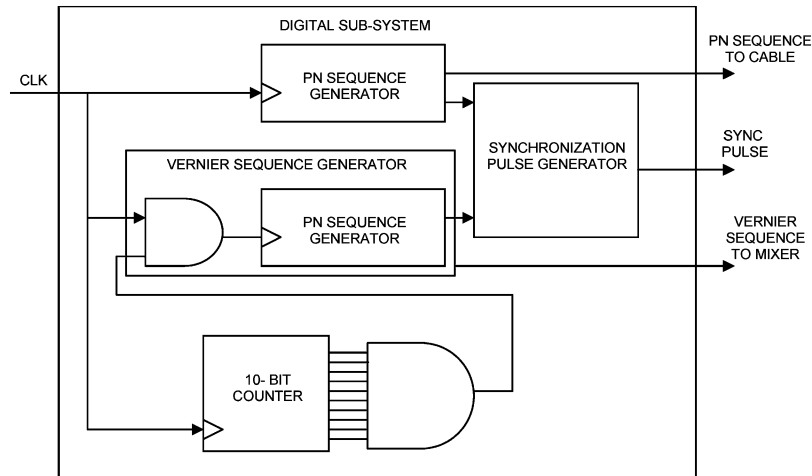 DIGITAL SUB-SYSTEM
PN SEQUENCE
TO CABLE
CLK
PN SEQUENCE
GENERATOR
SYNCHRONIZATION
PULSE GENERATOR
SYNC
PULSE
VERNIER SEQUENCE GENERATOR
PN SEQUENCE
GENERATOR
VERNIER
SEQUENCE
TO MIXER
10- BIT
COUNTER